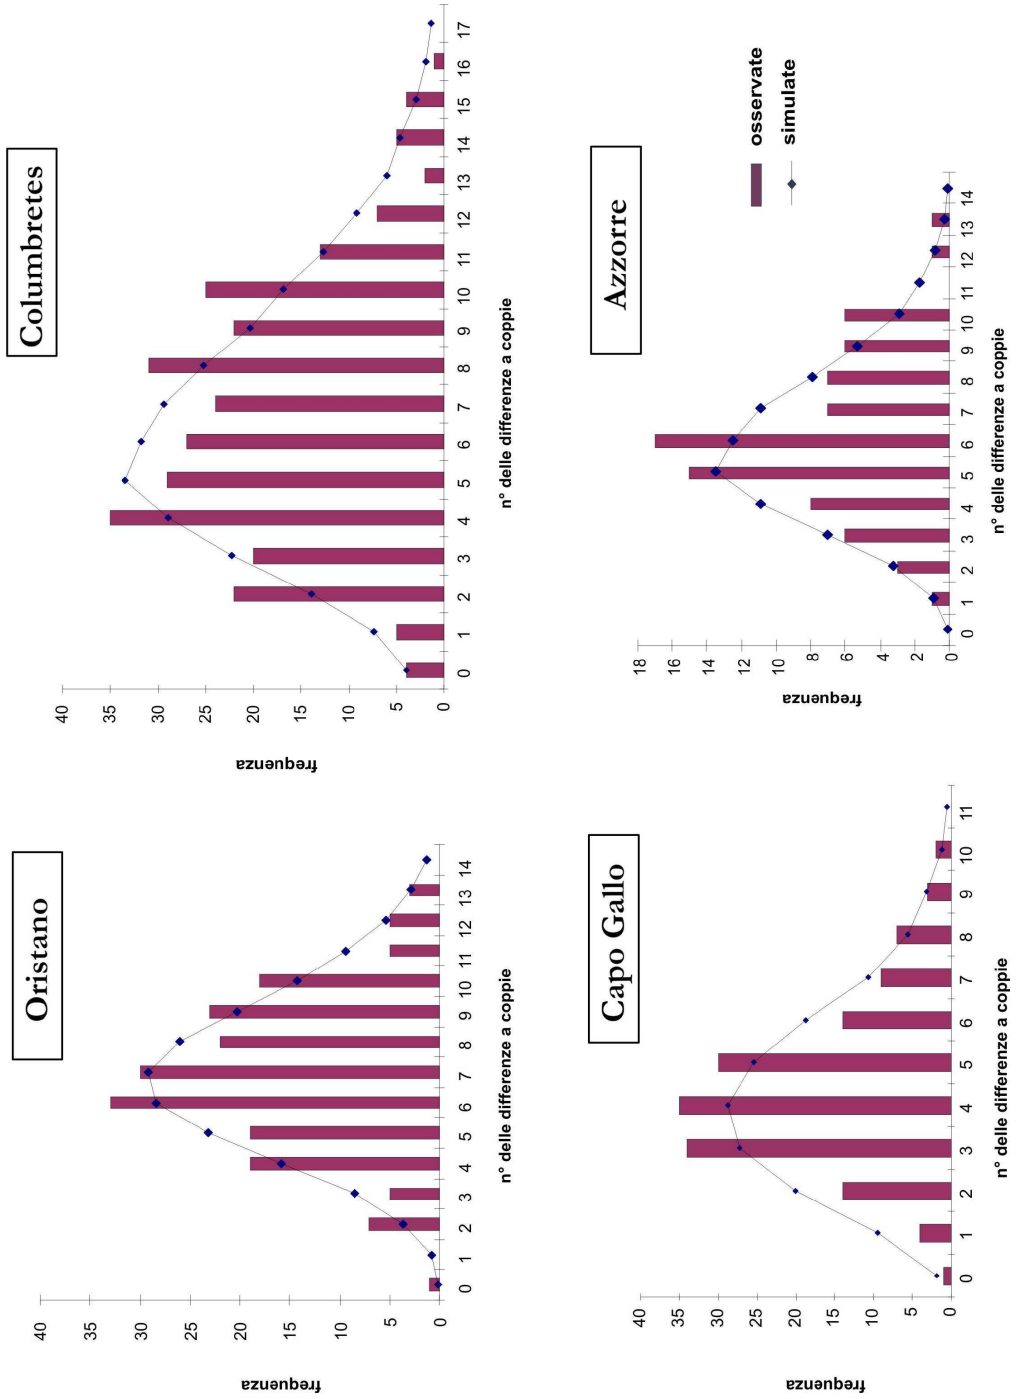 Oristano
frequenza
40
35
30
25
20
15
10
5
0
0 1 2 3 4 5 6 7 8 9 10 11 12 13 14
n° delle differenze a coppie
Columbretes
frequenza
40
35
30
25
20
15
10
5
0
0 1 2 3 4 5 6 7 8 9 10 11 12 13 14 15 16 17
n° delle differenze a coppie
Capo Gallo
frequenza
40
35
30
25
20
15
10
5
0
0 1 2 3 4 5 6 7 8 9 10 11
n° delle differenze a coppie
Azzorre
frequenza
18
16
14
12
10
8
6
4
2
0
0 1 2 3 4 5 6 7 8 9 10 11 12 13 14
n° delle differenze a coppie
osservate
simulate